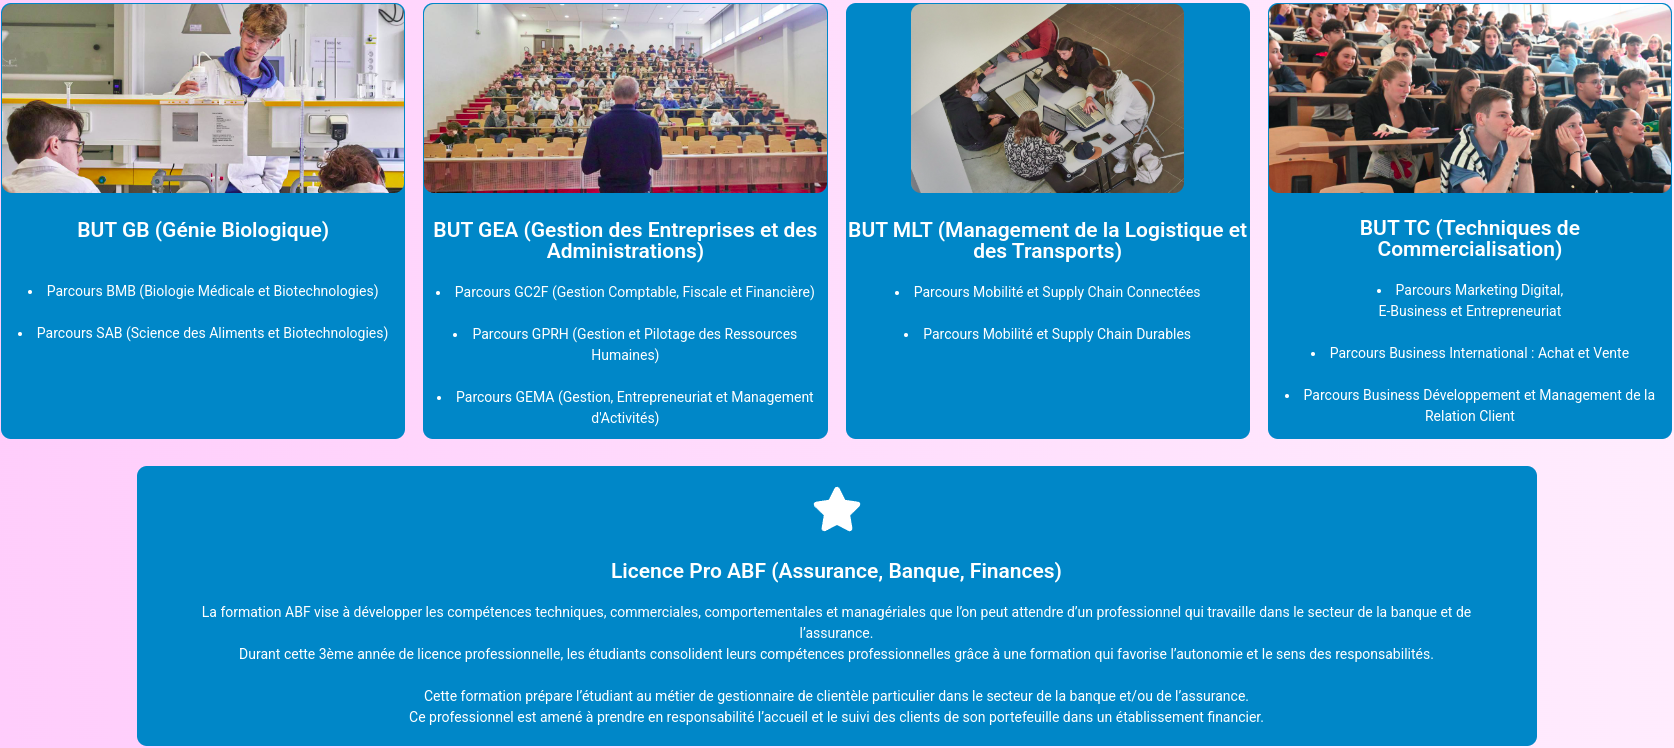 BUT GB (Génie Biologique)
• Parcours BMB (Biologie Médicale et Biotechnologies)
• Parcours SAB (Science des Aliments et Biotechnologies)
BUT GEA (Gestion des Entreprises et des
Administrations)
• Parcours GC2F (Gestion Comptable, Fiscale et Financière)
• Parcours GPRH (Gestion et Pilotage des Ressources
Humaines)
• Parcours GEMA (Gestion, Entrepreneuriat et Management
d'Activités)
BUT MLT (Management de la Logistique et
des Transports)
• Parcours Mobilité et Supply Chain Connectées
• Parcours Mobilité et Supply Chain Durables
BUT TC (Techniques de
Commercialisation)
• Parcours Marketing Digital,
E-Business et Entrepreneuriat
• Parcours Business International : Achat et Vente
• Parcours Business Développement et Management de la
Relation Client
Licence Pro ABF (Assurance, Banque, Finances)
La formation ABF vise à développer les compétences techniques, commerciales, comportementales et managériales que l’on peut attendre d’un professionnel qui travaille dans le secteur de la banque et de
l’assurance.
Durant cette 3ème année de licence professionnelle, les étudiants consolident leurs compétences professionnelles grâce à une formation qui favorise l’autonomie et le sens des responsabilités.
Cette formation prépare l’étudiant au métier de gestionnaire de clientèle particulier dans le secteur de la banque et/ou de l’assurance.
Ce professionnel est amené à prendre en responsabilité l’accueil et le suivi des clients de son portefeuille dans un établissement financier.